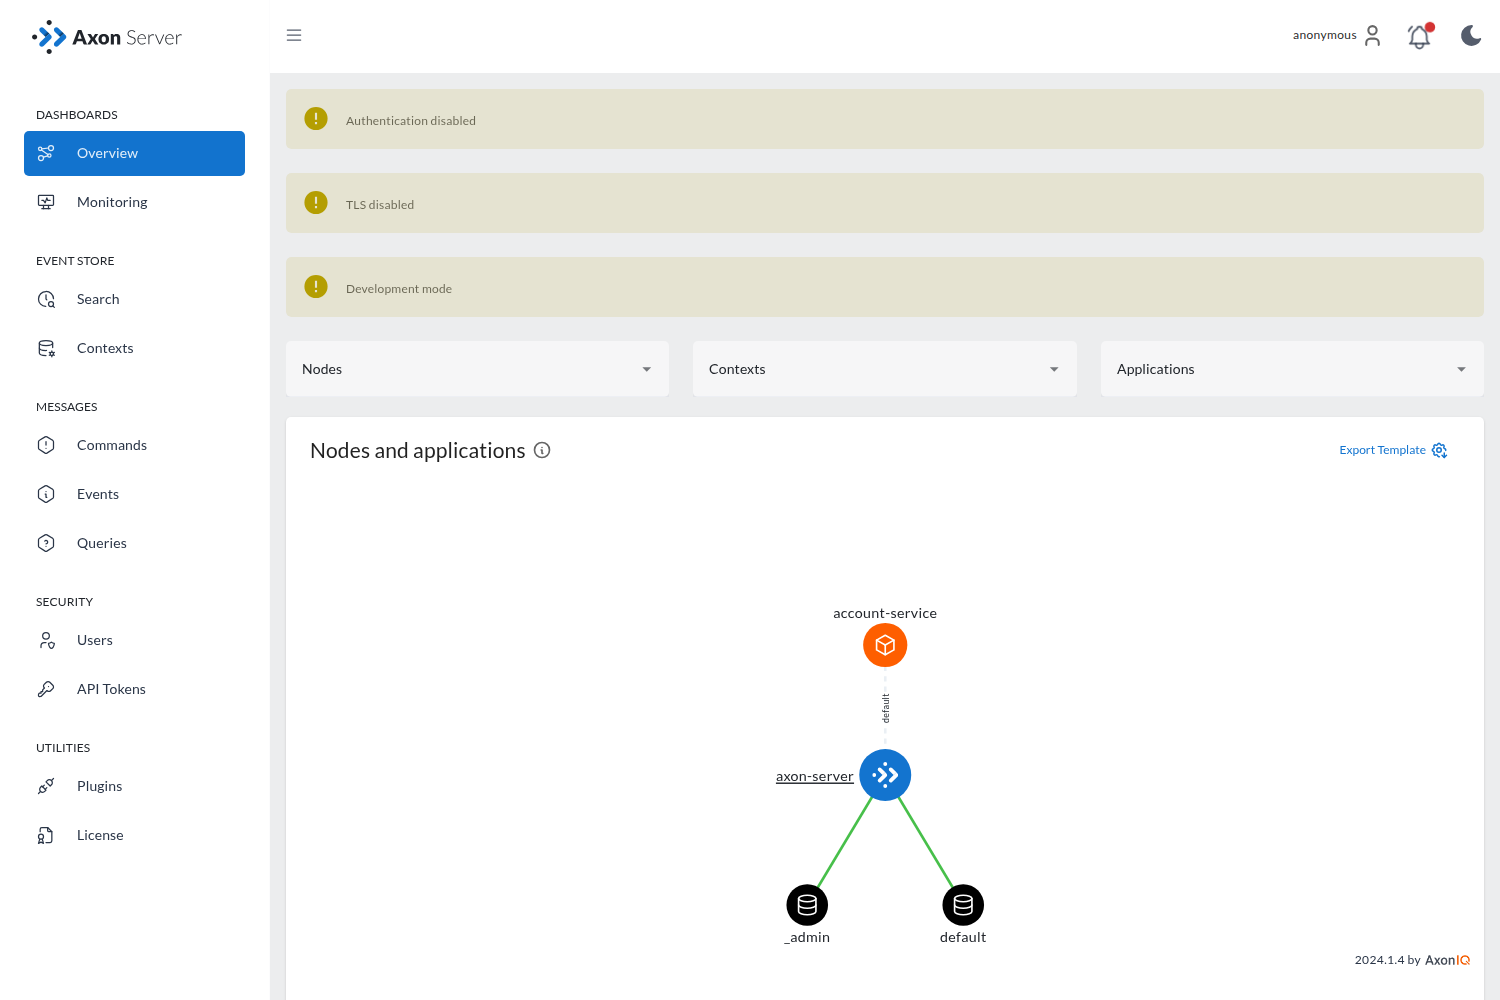 Axon Server
anonymous
DASHBOARDS
Overview
Monitoring
EVENT STORE
Search
Contexts
MESSAGES
Commands
Events
Queries
SECURITY
Users
API Tokens
UTILITIES
Plugins
License
Authentication disabled
TLS disabled
Development mode
Nodes
Contexts
Applications
Nodes and applications
Export Template
account-service
default
axon-server
_admin
default
2024.1.4 by AxonIQ